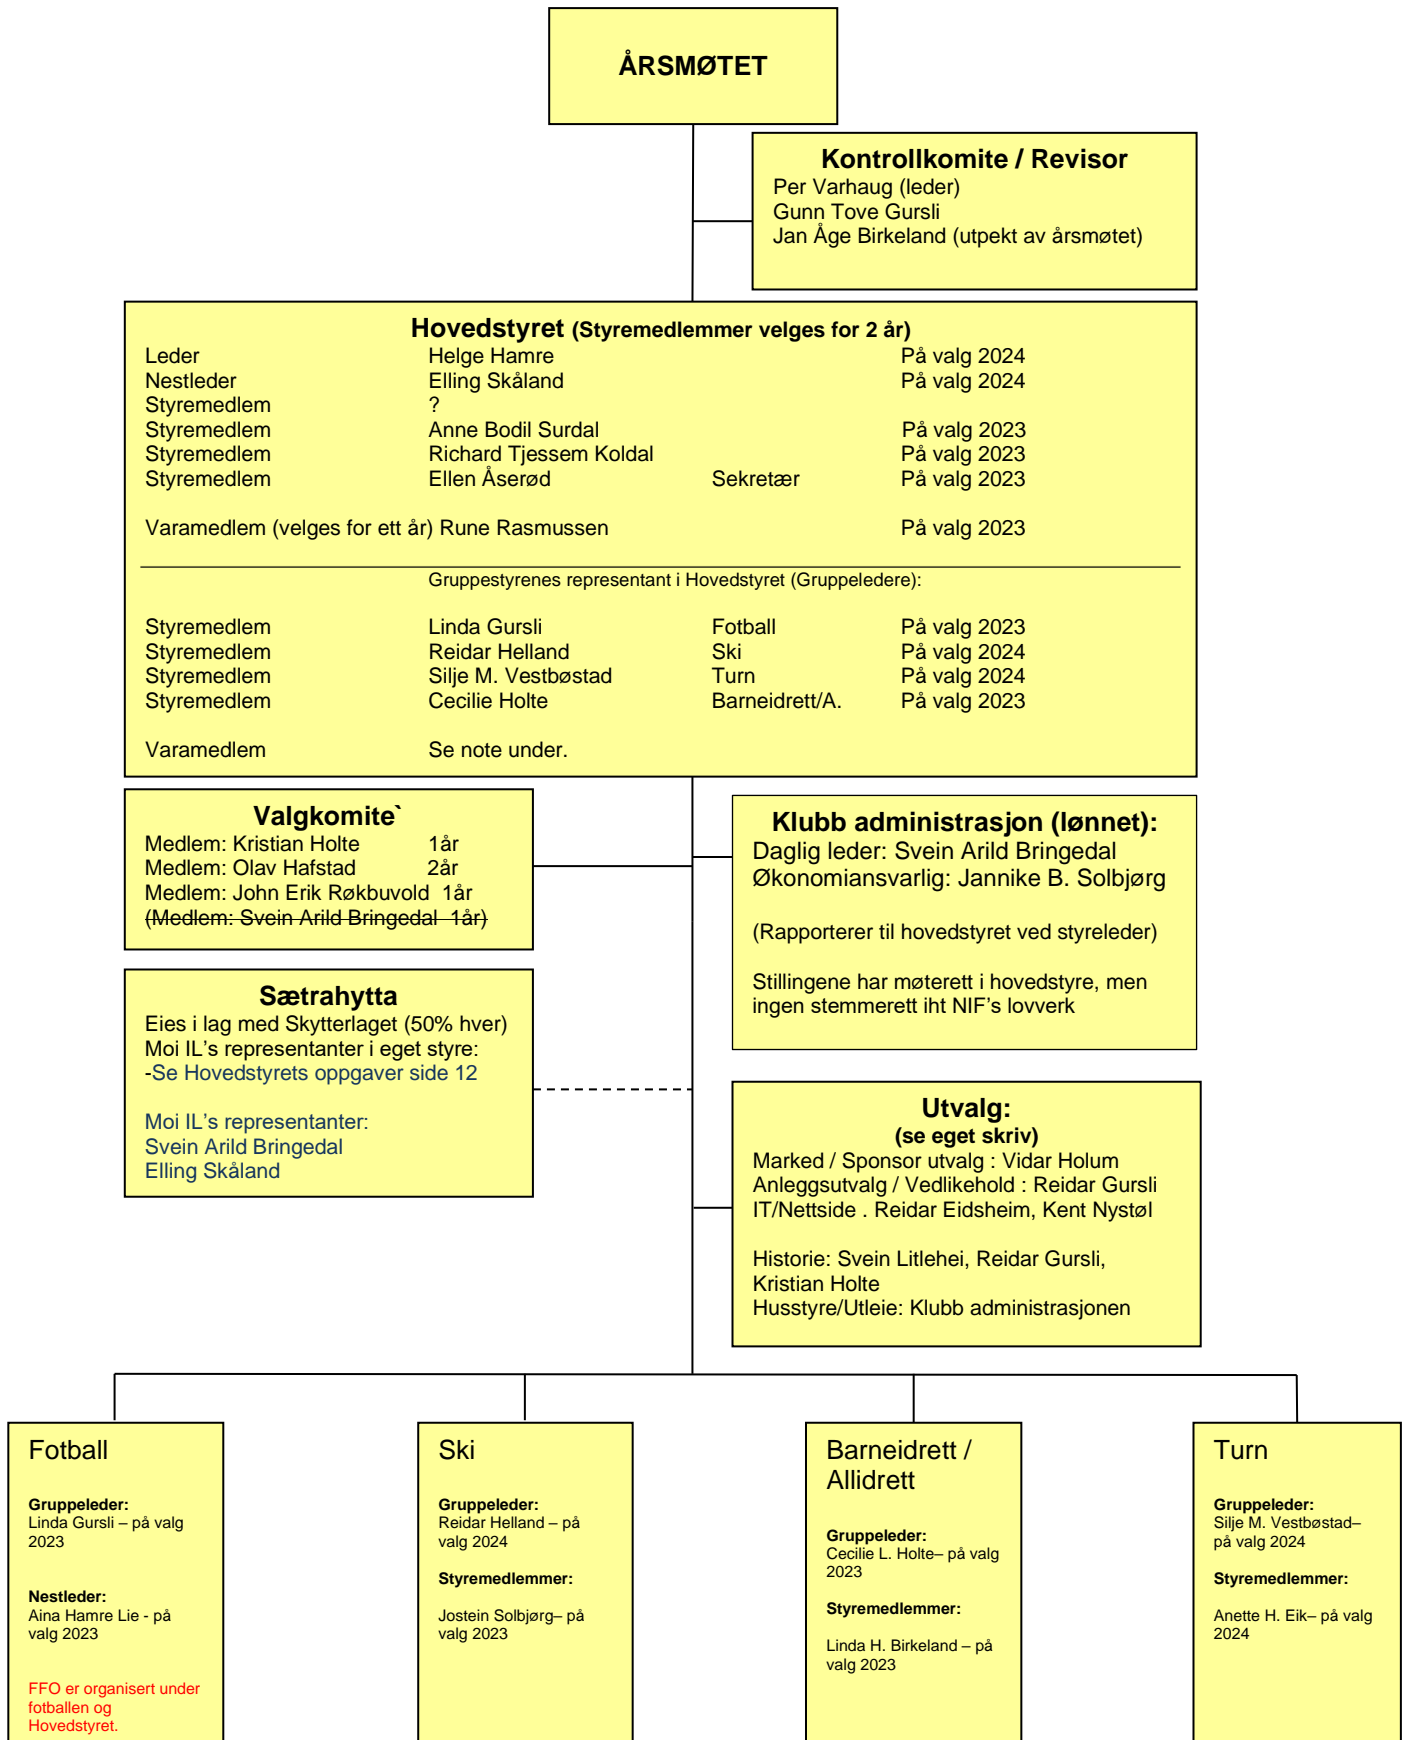 ÅRSMØTET
Kontrollkomite / Revisor
Per Varhaug (leder)
Gunn Tove Gursli
Jan Åge Birkeland (utpekt av årsmøtet)
Hovedstyret (Styremedlemmer velges for 2 år)
Leder Helge Hamre På valg 2024
Nestleder Elling Skåland På valg 2024
Styremedlem ?
Styremedlem Anne Bodil Surdal På valg 2023
Styremedlem Richard Tjessem Koldal På valg 2023
Styremedlem Ellen Åserød Sekretær På valg 2023
Varamedlem (velges for ett år) Rune Rasmussen På valg 2023
Gruppestyrenes representant i Hovedstyret (Gruppeledere):
Styremedlem Linda Gursli Fotball På valg 2023
Styremedlem Reidar Helland Ski På valg 2024
Styremedlem Silje M. Vestbøstad Turn På valg 2024
Styremedlem Cecilie Holte Barneidrett/A. På valg 2023
Varamedlem Se note under.
Valgkomite`
Medlem: Kristian Holte 1år
Medlem: Olav Hafstad 2år
Medlem: John Erik Røkbuvold 1år
(Medlem: Svein Arild Bringedal 1år)
Klubb administrasjon (lønnet):
Daglig leder: Svein Arild Bringedal
Økonomiansvarlig: Jannike B. Solbjørg
(Rapporterer til hovedstyret ved styreleder)
Stillingene har møterett i hovedstyre, men
ingen stemmerett iht NIF's lovverk
Sætrahytta
Eies i lag med Skytterlaget (50% hver)
Moi IL's representanter i eget styre:
-Se Hovedstyrets oppgaver side 12
Moi IL's representanter:
Svein Arild Bringedal
Elling Skåland
Utvalg:
(se eget skriv)
Marked / Sponsor utvalg : Vidar Holum
Anleggsutvalg / Vedlikehold : Reidar Gursli
IT/Nettside . Reidar Eidsheim, Kent Nystøl
Historie: Svein Litlehei, Reidar Gursli,
Kristian Holte
Husstyre/Utleie: Klubb administrasjonen
Fotball
Gruppeleder:
Linda Gursli – på valg
2023
Nestleder:
Aina Hamre Lie - på
valg 2023
FFO er organisert under
fotballen og
Hovedstyret.
Ski
Gruppeleder:
Reidar Helland – på
valg 2024
Styremedlemmer:
Jostein Solbjørg– på
valg 2023
Barneidrett /
Allidrett
Gruppeleder:
Cecilie L. Holte– på valg
2023
Styremedlemmer:
Linda H. Birkeland – på
valg 2023
Turn
Gruppeleder:
Silje M. Vestbøstad–
på valg 2024
Styremedlemmer:
Anette H. Eik– på valg
2024